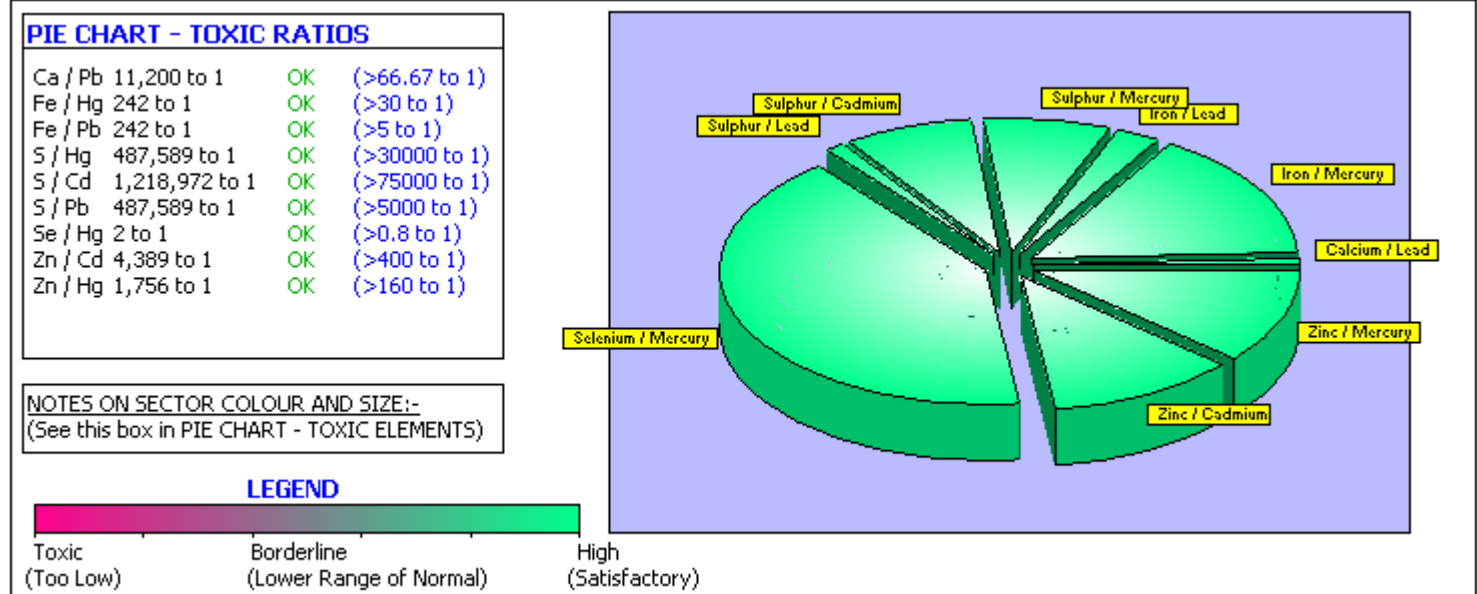 PIE CHART - TOXIC RATIOS
Ca / Pb 11,200 to 1 OK (>66.67 to 1)
Fe / Hg 242 to 1 OK (>30 to 1)
Fe / Pb 242 to 1 OK (>5 to 1)
S / Hg 487,589 to 1 OK (>30000 to 1)
S / Cd 1,218,972 to 1 OK (>75000 to 1)
S / Pb 487,589 to 1 OK (>5000 to 1)
Se / Hg 2 to 1 OK (>0.8 to 1)
Zn / Cd 4,389 to 1 OK (>400 to 1)
Zn / Hg 1,756 to 1 OK (>160 to 1)
NOTES ON SECTOR COLOUR AND SIZE:-
(See this box in PIE CHART - TOXIC ELEMENTS)
LEGEND
Toxic
(Too Low)
Borderline
(Lower Range of Normal)
High
(Satisfactory)
Sulphur / Cadmium
Sulphur / Mercury
Sulphur / Lead
Iron / Lead
Iron / Mercury
Calcium / Lead
Selenium / Mercury
Zinc / Mercury
Zinc / Cadmium